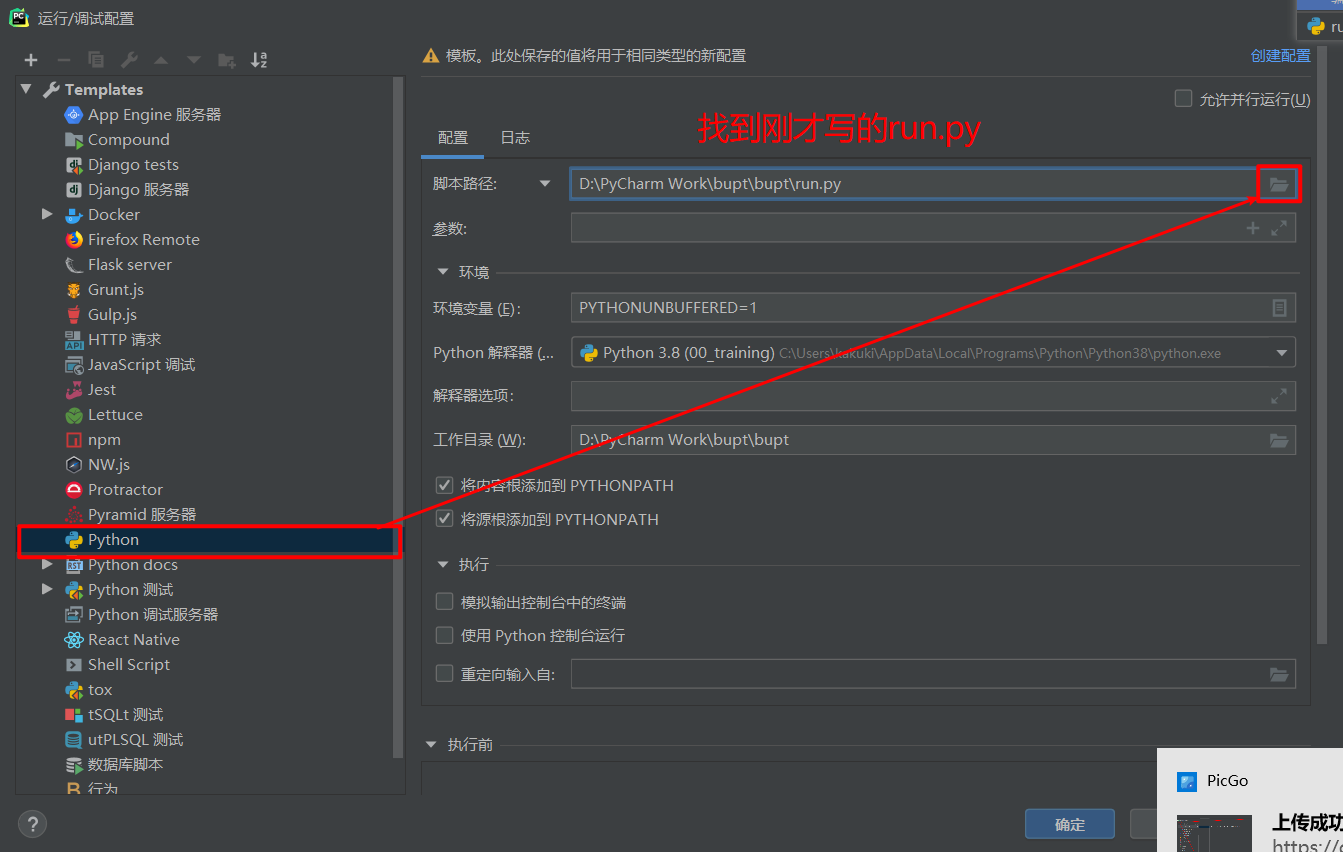 运行/调试配置
Templates
App Engine 服务器
Compound
Django tests
Django 服务器
Docker
Firefox Remote
Flask server
Grunt.js
Gulp.js
HTTP 请求
JavaScript 调试
Jest
Lettuce
npm
NW.js
Protractor
Pyramid 服务器
Python
Python docs
Python 测试
Python 调试服务器
React Native
Shell Script
tox
tSQLt 测试
utPLSQL 测试
数据库脚本
行为
模板。此处保存的值将用于相同类型的新配置
创建配置
允许并行运行(U)
找到刚才写的run.py
配置 日志
脚本路径: D:\PyCharm Work\bupt\bupt\run.py
参数:
环境
环境变量 (E): PYTHONUNBUFFERED=1
Python 解释器 (... Python 3.8 (00_training) C:\Users\kakuki\AppData\Local\Programs\Python\Python38\python.exe
解释器选项:
工作目录 (W): D:\PyCharm Work\bupt\bupt
将内容根添加到 PYTHONPATH
将源根添加到 PYTHONPATH
执行
模拟输出控制台中的终端
使用 Python 控制台运行
重定向输入自:
执行前
确定
PicGo
上传成功
https://